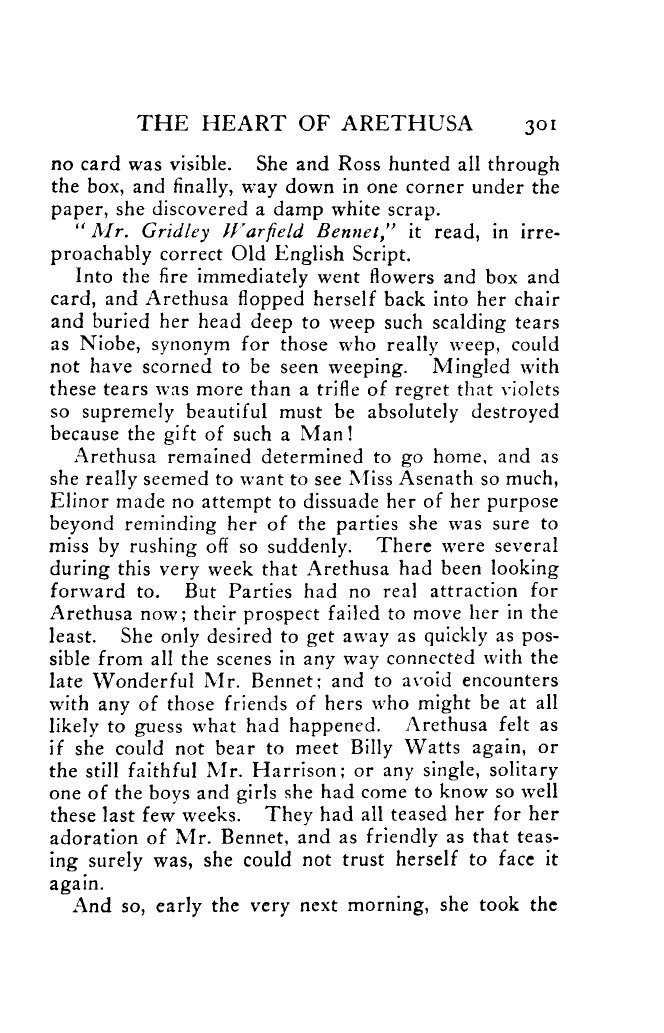 THE HEART OF ARETHUSA 301
no card was visible. She and Ross hunted all through
the box, and finally, way down in one corner under the
paper, she discovered a damp white scrap.
"Mr. Gridley Warfield Bennet," it read, in irre-
proachably correct Old English Script.
Into the fire immediately went flowers and box and
card, and Arethusa flopped herself back into her chair
and buried her head deep to weep such scalding tears
as Niobe, synonym for those who really weep, could
not have scorned to be seen weeping. Mingled with
these tears was more than a trifle of regret that violets
so supremely beautiful must be absolutely destroyed
because the gift of such a Man!
Arethusa remained determined to go home, and as
she really seemed to want to see Miss Asenath so much,
Elinor made no attempt to dissuade her of her purpose
beyond reminding her of the parties she was sure to
miss by rushing off so suddenly. There were several
during this very week that Arethusa had been looking
forward to. But Parties had no real attraction for
Arethusa now; their prospect failed to move her in the
least. She only desired to get away as quickly as pos-
sible from all the scenes in any way connected with the
late Wonderful Mr. Bennet; and to avoid encounters
with any of those friends of hers who might be at all
likely to guess what had happened. Arethusa felt as
if she could not bear to meet Billy Watts again, or
the still faithful Mr. Harrison; or any single, solitary
one of the boys and girls she had come to know so well
these last few weeks. They had all teased her for her
adoration of Mr. Bennet, and as friendly as that teas-
ing surely was, she could not trust herself to face it
again.
And so, early the very next morning, she took the